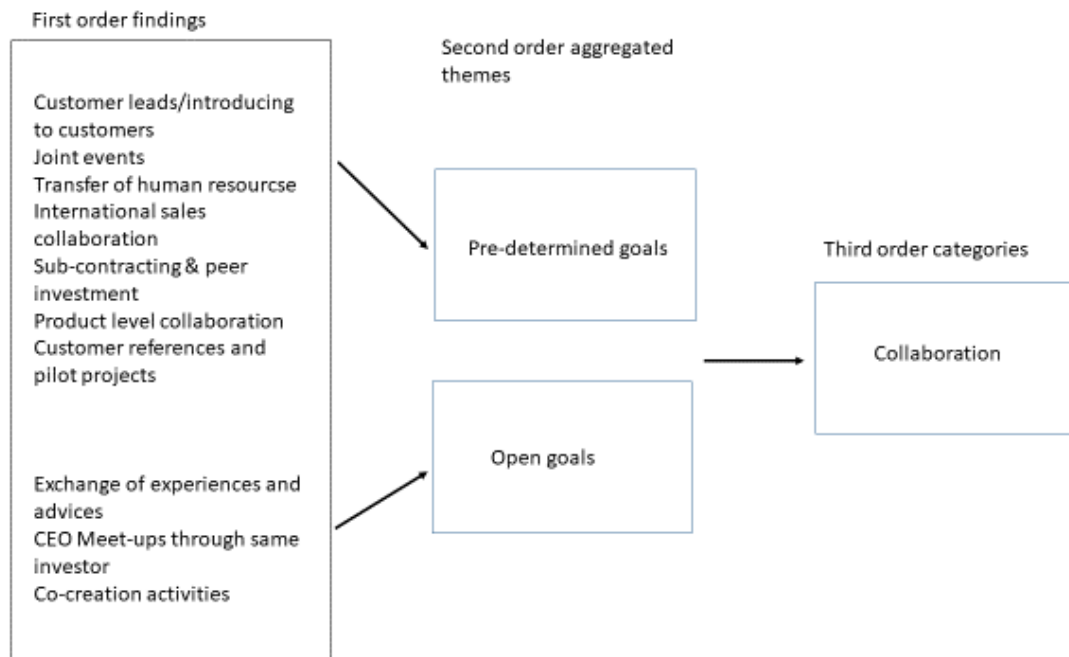 First order findings
Customer leads/introducing
to customers
Joint events
Transfer of human resourcse
International sales
collaboration
Sub-contracting & peer
investment
Product level collaboration
Customer references and
pilot projects
Exchange of experiences and
advices
CEO Meet-ups through same
investor
Co-creation activities
Second order aggregated
themes
Pre-determined goals
Open goals
Third order categories
Collaboration